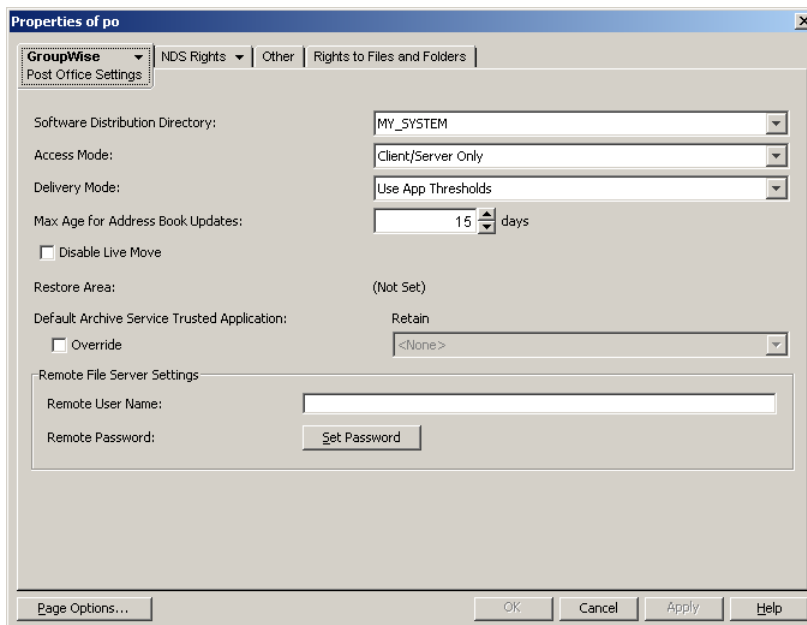 Properties of po
GroupWise NDS Rights Other Rights to Files and Folders
Post Office Settings
Software Distribution Directory: MY_SYSTEM
Access Mode: Client/Server Only
Delivery Mode: Use App Thresholds
Max Age for Address Book Updates: 15 days
Disable Live Move
Restore Area: (Not Set)
Default Archive Service Trusted Application: Retain
Override <None>
Remote File Server Settings
Remote User Name:
Remote Password: Set Password
Page Options... OK Cancel Apply Help